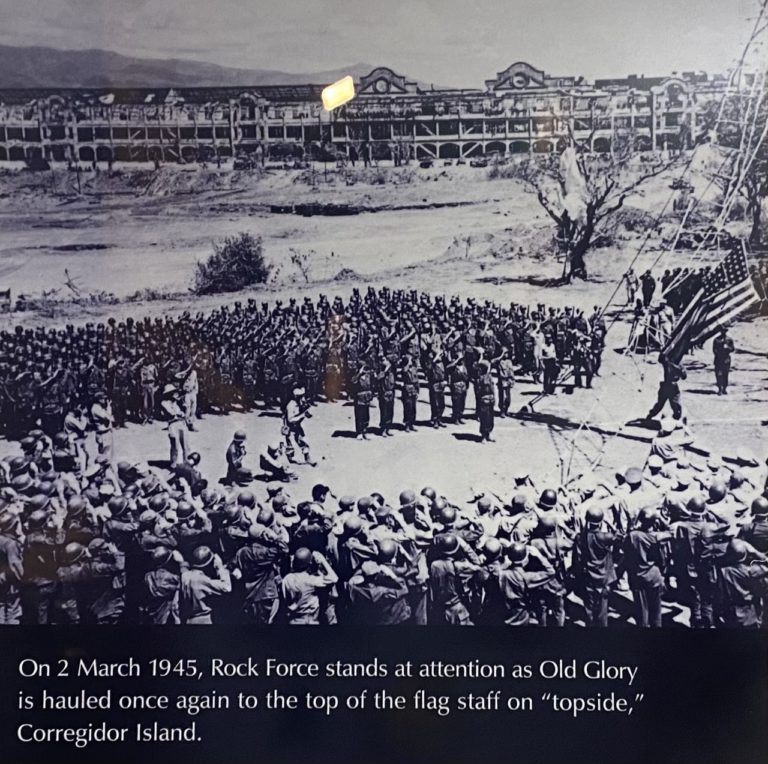 On 2 March 1945, Rock Force stands at attention as Old Glory
is hauled once again to the top of the flag staff on “topside,”
Corregidor Island.